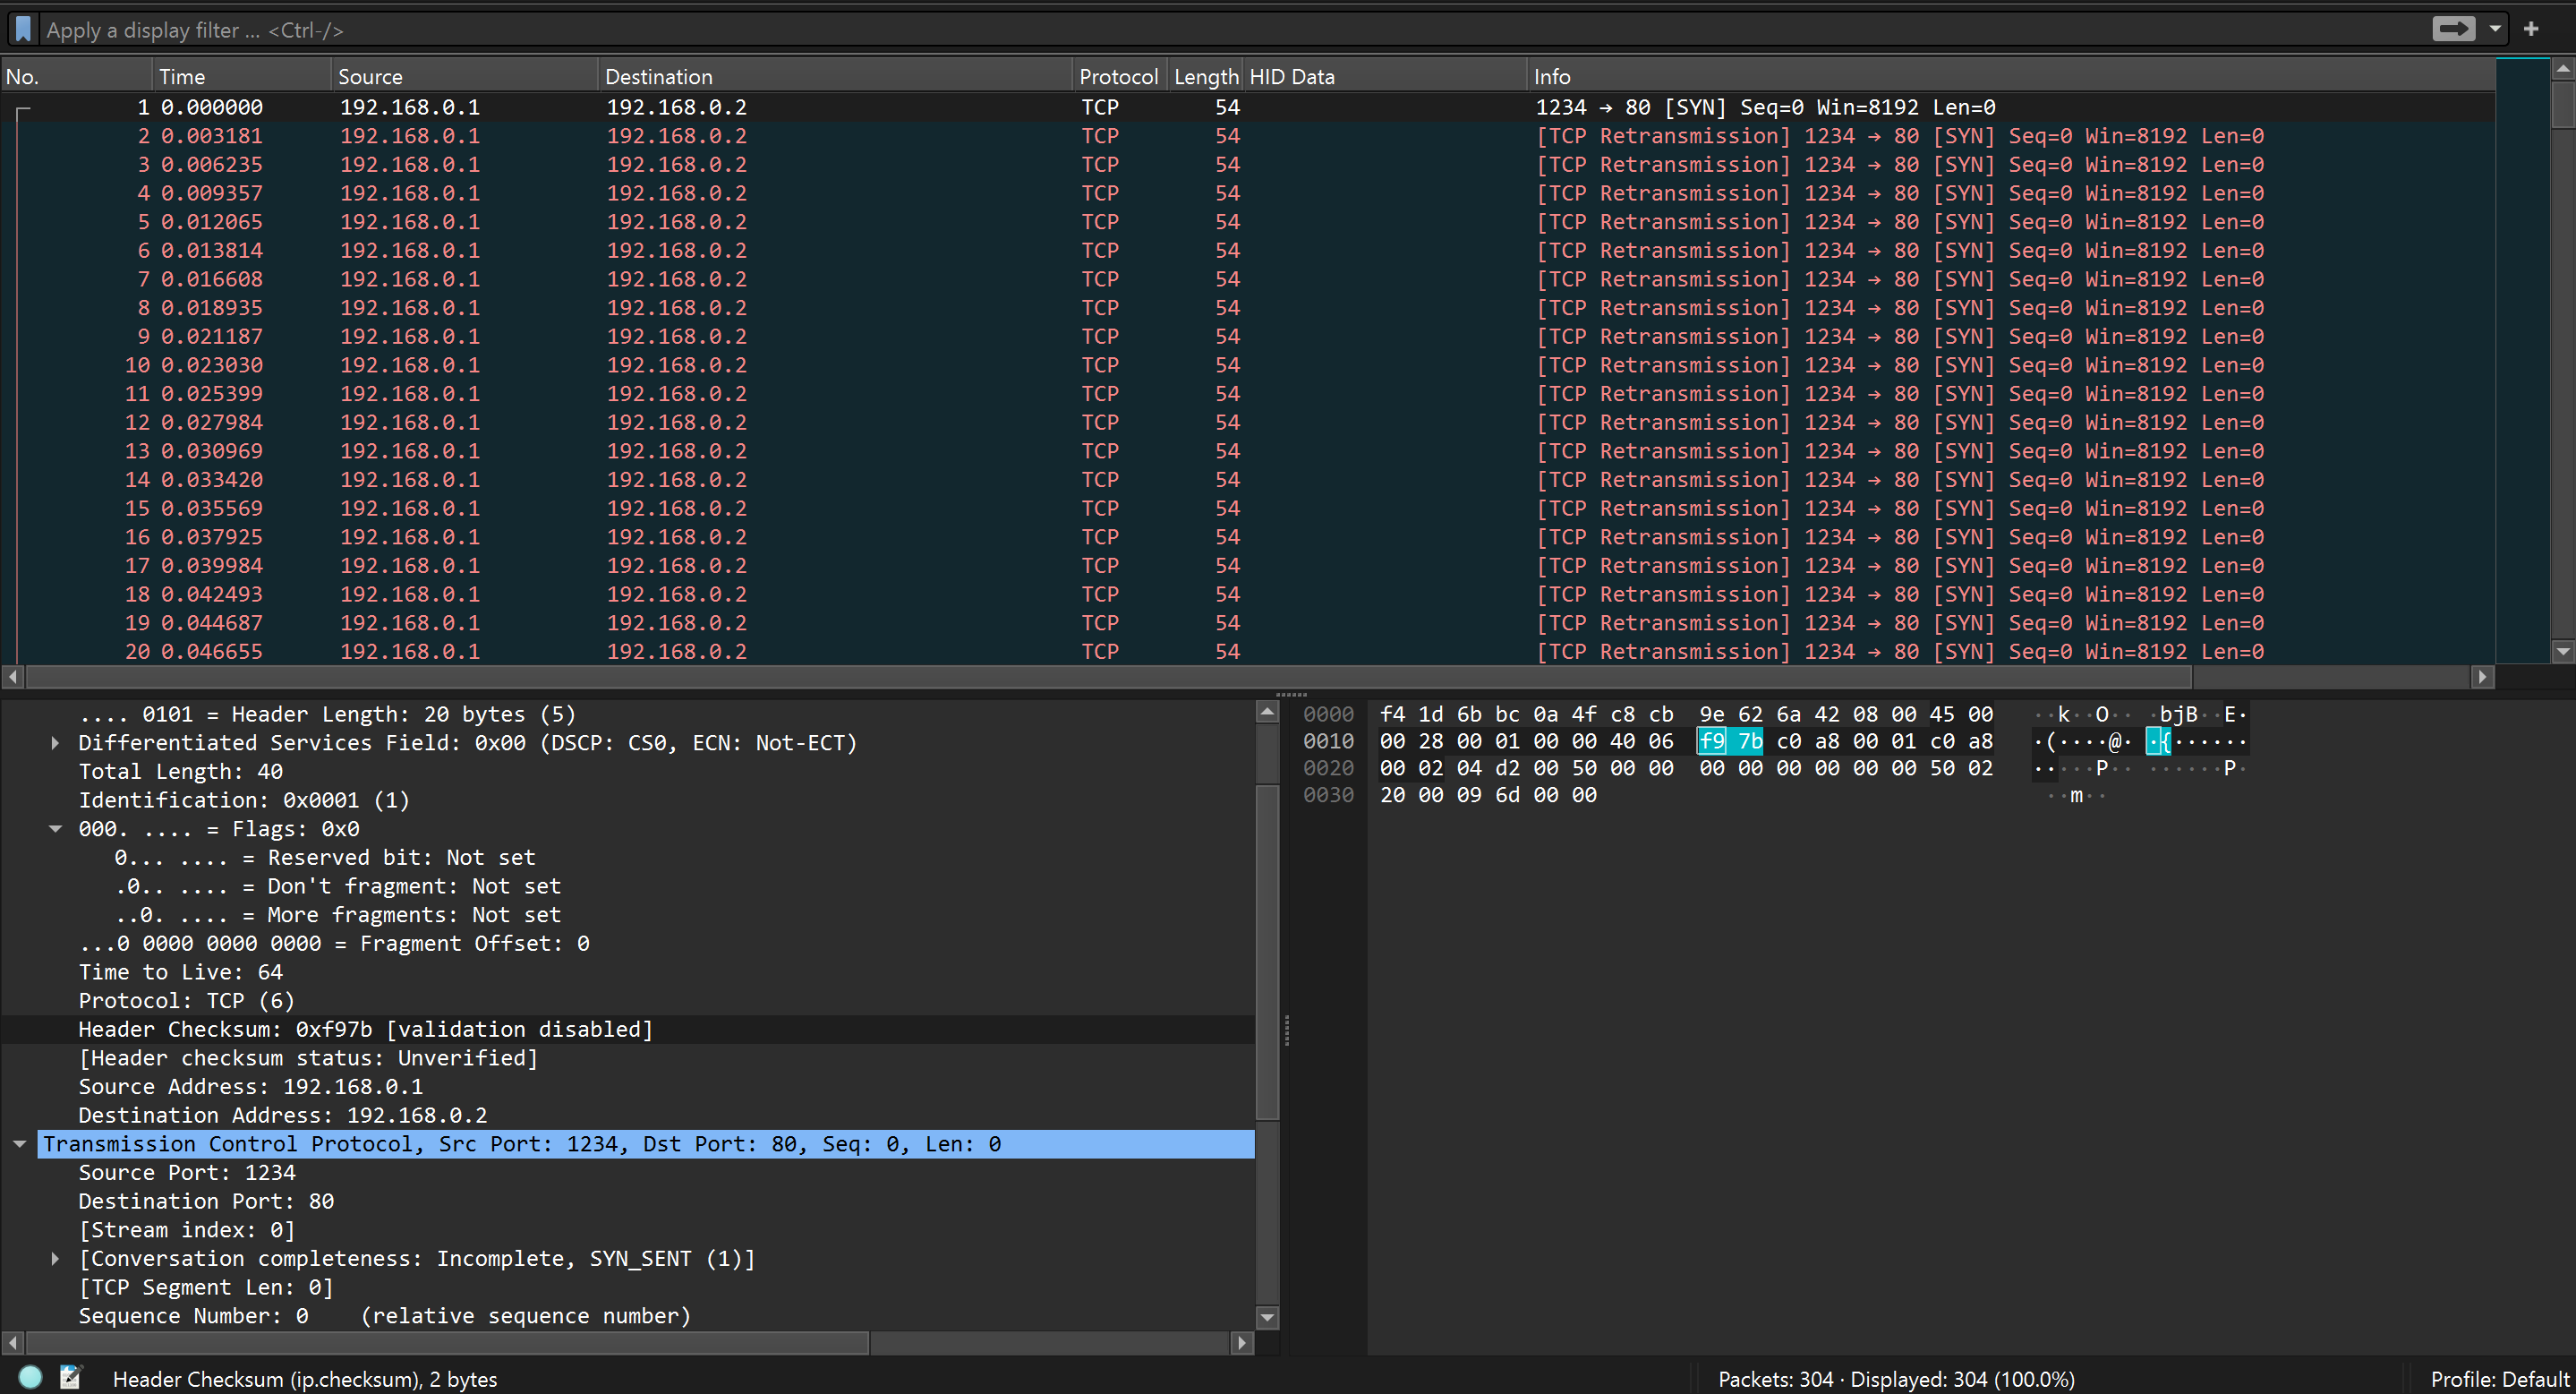 Apply a display filter ... <Ctrl-/>
No. Time Source Destination Protocol Length HID Data Info
1 0.000000 192.168.0.1 192.168.0.2 TCP 54 1234 → 80 [SYN] Seq=0 Win=8192 Len=0
2 0.003181 192.168.0.1 192.168.0.2 TCP 54 [TCP Retransmission] 1234 → 80 [SYN] Seq=0 Win=8192 Len=0
3 0.006235 192.168.0.1 192.168.0.2 TCP 54 [TCP Retransmission] 1234 → 80 [SYN] Seq=0 Win=8192 Len=0
4 0.009357 192.168.0.1 192.168.0.2 TCP 54 [TCP Retransmission] 1234 → 80 [SYN] Seq=0 Win=8192 Len=0
5 0.012065 192.168.0.1 192.168.0.2 TCP 54 [TCP Retransmission] 1234 → 80 [SYN] Seq=0 Win=8192 Len=0
6 0.013814 192.168.0.1 192.168.0.2 TCP 54 [TCP Retransmission] 1234 → 80 [SYN] Seq=0 Win=8192 Len=0
7 0.016608 192.168.0.1 192.168.0.2 TCP 54 [TCP Retransmission] 1234 → 80 [SYN] Seq=0 Win=8192 Len=0
8 0.018935 192.168.0.1 192.168.0.2 TCP 54 [TCP Retransmission] 1234 → 80 [SYN] Seq=0 Win=8192 Len=0
9 0.021187 192.168.0.1 192.168.0.2 TCP 54 [TCP Retransmission] 1234 → 80 [SYN] Seq=0 Win=8192 Len=0
10 0.023030 192.168.0.1 192.168.0.2 TCP 54 [TCP Retransmission] 1234 → 80 [SYN] Seq=0 Win=8192 Len=0
11 0.025399 192.168.0.1 192.168.0.2 TCP 54 [TCP Retransmission] 1234 → 80 [SYN] Seq=0 Win=8192 Len=0
12 0.027984 192.168.0.1 192.168.0.2 TCP 54 [TCP Retransmission] 1234 → 80 [SYN] Seq=0 Win=8192 Len=0
13 0.030969 192.168.0.1 192.168.0.2 TCP 54 [TCP Retransmission] 1234 → 80 [SYN] Seq=0 Win=8192 Len=0
14 0.033420 192.168.0.1 192.168.0.2 TCP 54 [TCP Retransmission] 1234 → 80 [SYN] Seq=0 Win=8192 Len=0
15 0.035569 192.168.0.1 192.168.0.2 TCP 54 [TCP Retransmission] 1234 → 80 [SYN] Seq=0 Win=8192 Len=0
16 0.037925 192.168.0.1 192.168.0.2 TCP 54 [TCP Retransmission] 1234 → 80 [SYN] Seq=0 Win=8192 Len=0
17 0.039984 192.168.0.1 192.168.0.2 TCP 54 [TCP Retransmission] 1234 → 80 [SYN] Seq=0 Win=8192 Len=0
18 0.042493 192.168.0.1 192.168.0.2 TCP 54 [TCP Retransmission] 1234 → 80 [SYN] Seq=0 Win=8192 Len=0
19 0.044687 192.168.0.1 192.168.0.2 TCP 54 [TCP Retransmission] 1234 → 80 [SYN] Seq=0 Win=8192 Len=0
20 0.046655 192.168.0.1 192.168.0.2 TCP 54 [TCP Retransmission] 1234 → 80 [SYN] Seq=0 Win=8192 Len=0
.... 0101 = Header Length: 20 bytes (5)
Differentiated Services Field: 0x00 (DSCP: CS0, ECN: Not-ECT)
Total Length: 40
Identification: 0x0001 (1)
000. .... = Flags: 0x0
0... .... = Reserved bit: Not set
.0.. .... = Don't fragment: Not set
..0. .... = More fragments: Not set
...0 0000 0000 0000 = Fragment Offset: 0
Time to Live: 64
Protocol: TCP (6)
Header Checksum: 0xf97b [validation disabled]
[Header checksum status: Unverified]
Source Address: 192.168.0.1
Destination Address: 192.168.0.2
Transmission Control Protocol, Src Port: 1234, Dst Port: 80, Seq: 0, Len: 0
Source Port: 1234
Destination Port: 80
[Stream index: 0]
[Conversation completeness: Incomplete, SYN_SENT (1)]
[TCP Segment Len: 0]
Sequence Number: 0 (relative sequence number)
0000 f4 1d 6b bc 0a 4f c8 cb 9e 62 6a 42 08 00 45 00 ··k··O·· ·bjB··E·
0010 00 28 00 01 00 00 40 06 f9 7b c0 a8 00 01 c0 a8 ·(····@· ·{······
0020 00 02 04 d2 00 50 00 00 00 00 00 00 00 00 50 02 ·····P·· ······P·
0030 20 00 09 6d 00 00 ··m··
Header Checksum (ip.checksum), 2 bytes
Packets: 304 · Displayed: 304 (100.0%)
Profile: Default